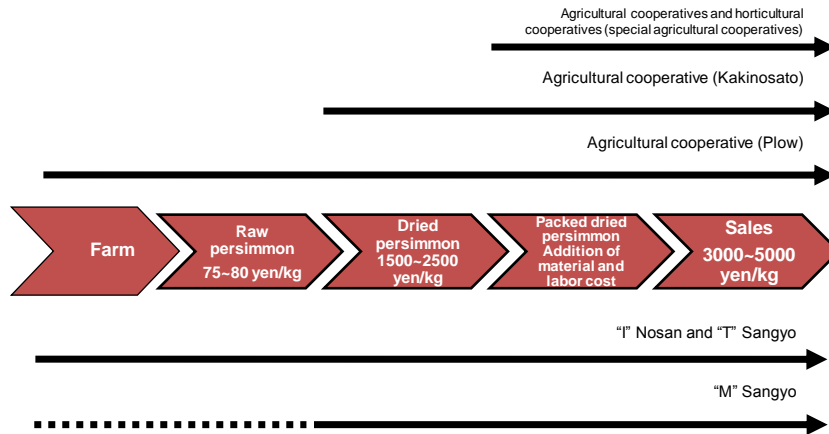 Agricultural cooperatives and horticultural
cooperatives (special agricultural cooperatives)
Agricultural cooperative (Kakinosato)
Agricultural cooperative (Plow)
Farm
Raw
persimmon
75~80 yen/kg
Dried
persimmon
1500~2500
yen/kg
Packed dried
persimmon
Addition of
material and
labor cost
Sales
3000~5000
yen/kg
“I” Nosan and “T” Sangyo
“M” Sangyo